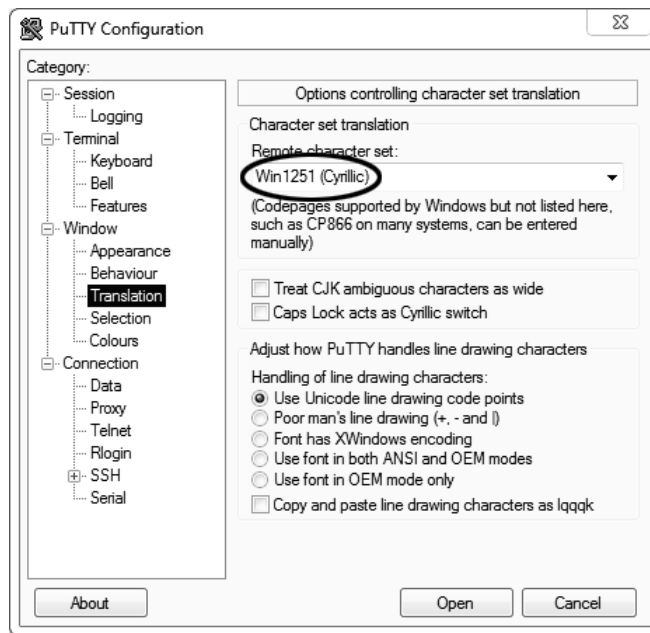 PuTTY Configuration
Category:
Session
Logging
Terminal
Keyboard
Bell
Features
Window
Appearance
Behaviour
Translation
Selection
Colours
Connection
Data
Proxy
Telnet
Rlogin
SSH
Serial
Options controlling character set translation
Character set translation
Remote character set:
Win1251 (Cyrillic)
(Codepages supported by Windows but not listed here,
such as CP866 on many systems, can be entered
manually)
Treat CJK ambiguous characters as wide
Caps Lock acts as Cyrillic switch
Adjust how PuTTY handles line drawing characters
Handling of line drawing characters:
Use Unicode line drawing code points
Poor man's line drawing (+, - and |)
Font has XWindows encoding
Use font in both ANSI and OEM modes
Use font in OEM mode only
Copy and paste line drawing characters as lqqqk
About
Open
Cancel